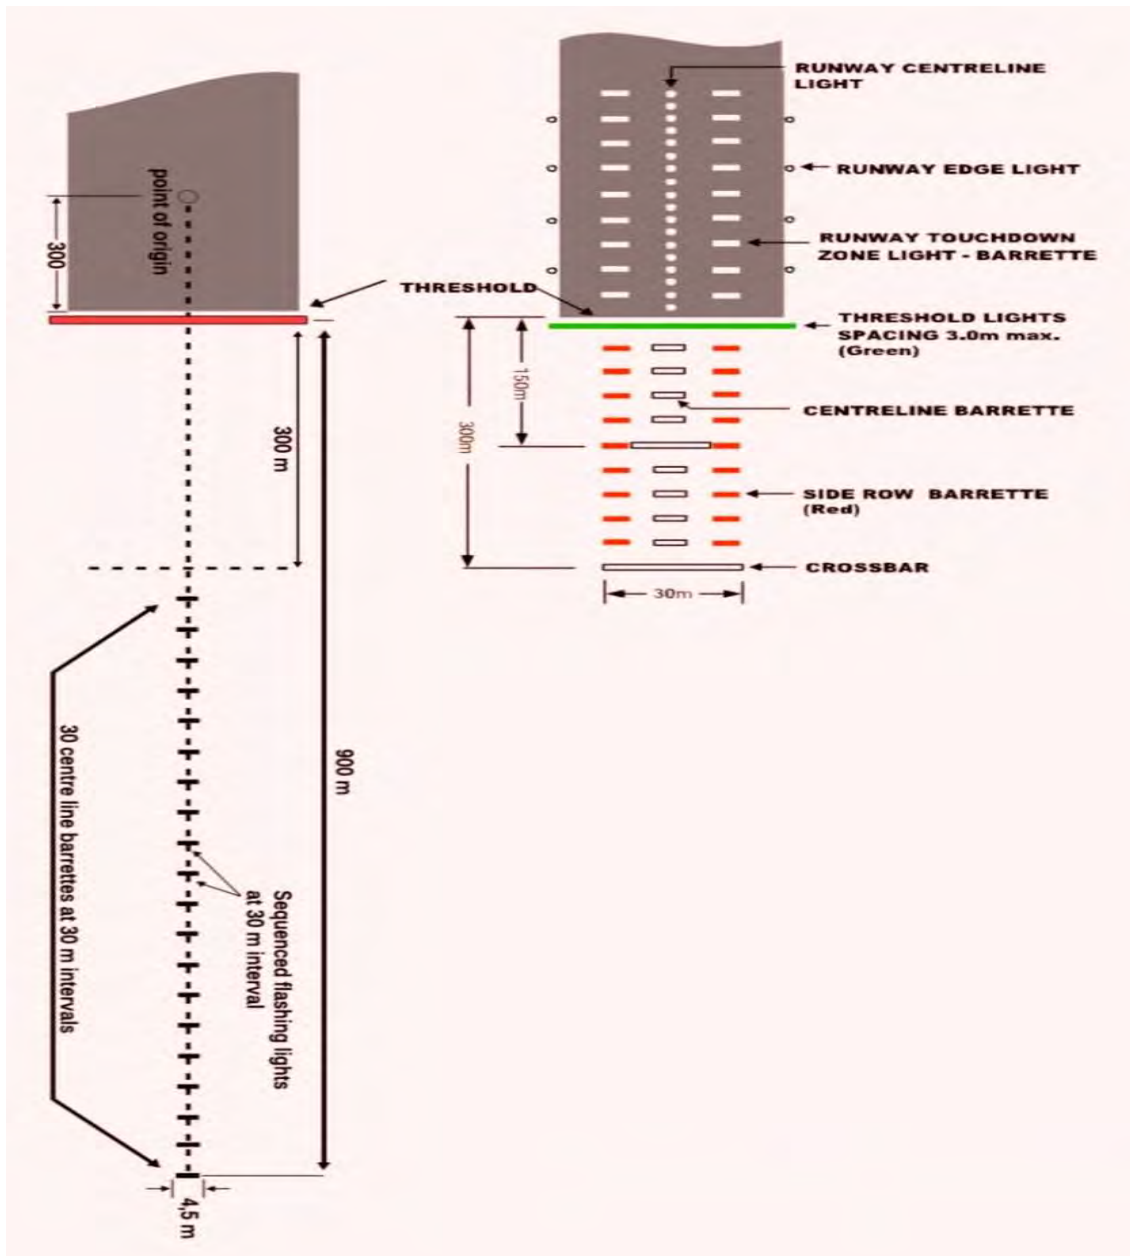 point of origin
300
THRESHOLD
300 m
900 m
30 centre line barrettes at 30 m intervals
Sequenced flashing lights
at 30 m interval
4,5 m
RUNWAY CENTRELINE
LIGHT
RUNWAY EDGE LIGHT
RUNWAY TOUCHDOWN
ZONE LIGHT - BARRETTE
THRESHOLD LIGHTS
SPACING 3.0m max.
(Green)
150m
300m
CENTRELINE BARRETTE
SIDE ROW BARRETTE
(Red)
CROSSBAR
30m